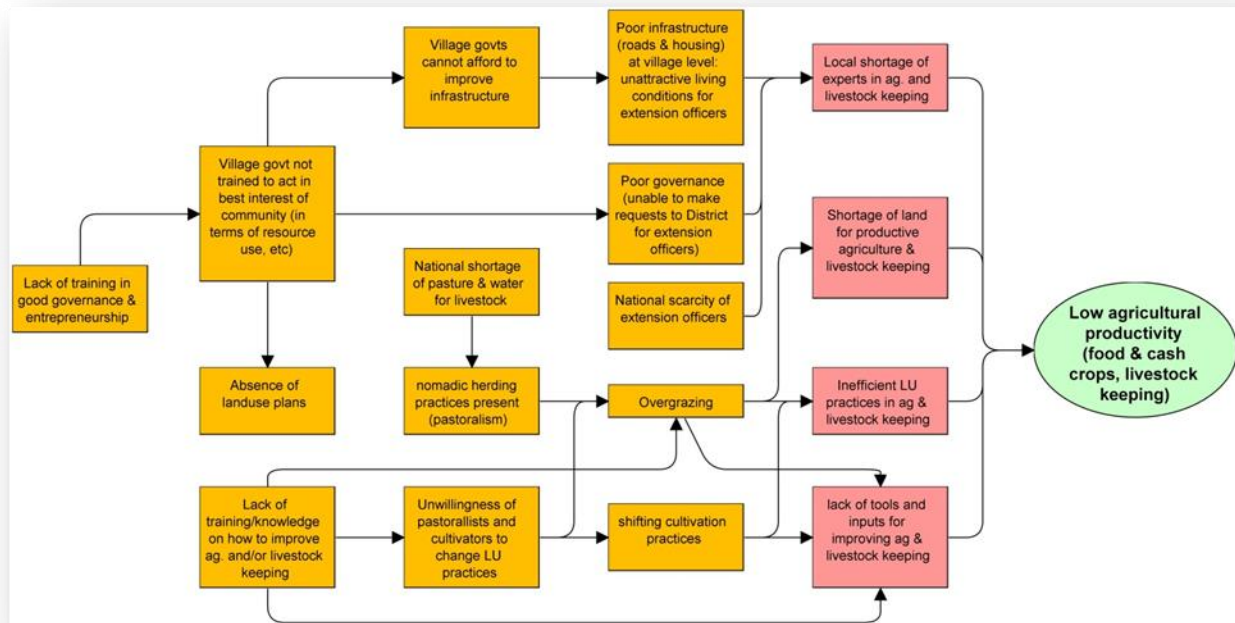 Village govts
cannot afford to
improve
infrastructure
Poor infrastructure
(roads & housing)
at village level:
unattractive living
conditions for
extension officers
Local shortage of
experts in ag. and
livestock keeping
Village govt not
trained to act in
best interest of
community (in
terms of resource
use, etc)
Poor governance
(unable to make
requests to District
for extension
officers)
Shortage of land
for productive
agriculture &
livestock keeping
Lack of training in
good governance &
entrepreneurship
National shortage
of pasture & water
for livestock
National scarcity of
extension officers
Low agricultural
productivity
(food & cash
crops, livestock
keeping)
Absence of
landuse plans
nomadic herding
practices present
(pastoralism)
Overgrazing
Inefficient LU
practices in ag &
livestock keeping
Lack of
training/knowledge
on how to improve
ag. and/or livestock
keeping
Unwillingness of
pastorallists and
cultivators to
change LU
practices
shifting cultivation
practices
lack of tools and
inputs for
improving ag &
livestock keeping